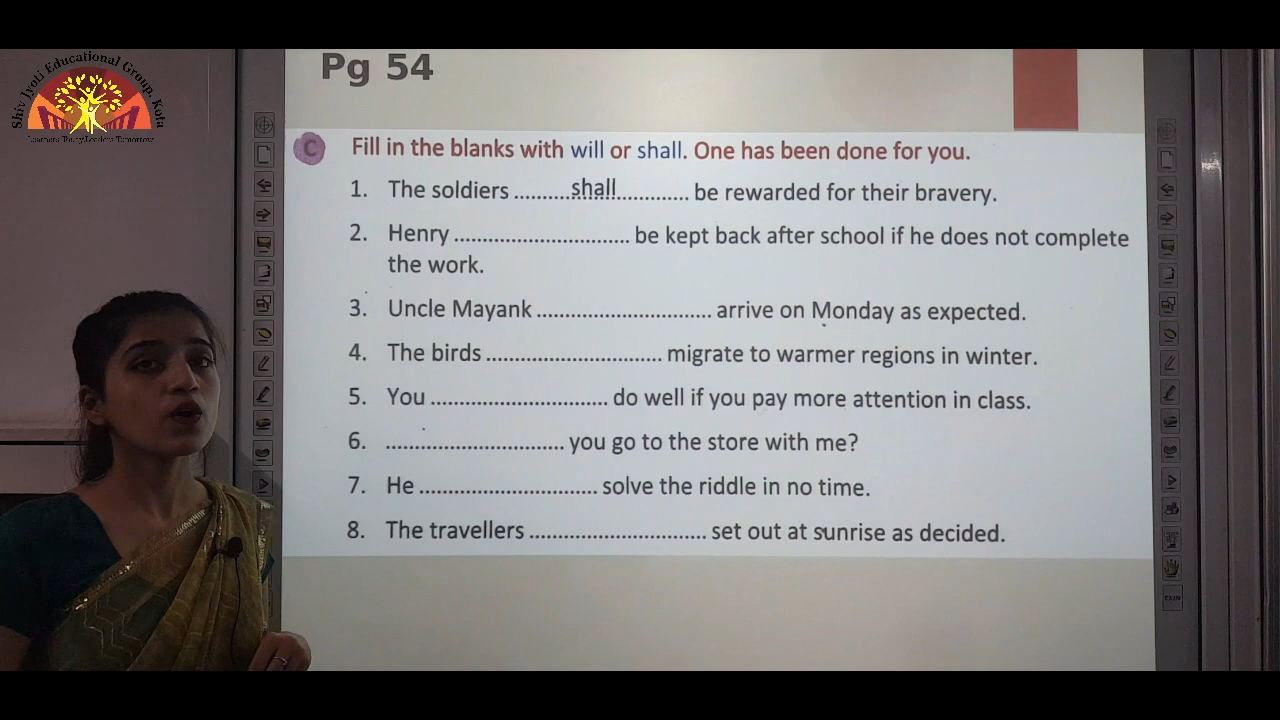 Shiv Jyoti Educational Group, Kota
Learners Today, Leaders Tomorrow
Pg 54
C Fill in the blanks with will or shall. One has been done for you.
1. The soldiers ..........shall............. be rewarded for their bravery.
2. Henry ............................... be kept back after school if he does not complete
the work.
3. Uncle Mayank ............................... arrive on Monday as expected.
4. The birds ............................... migrate to warmer regions in winter.
5. You ............................... do well if you pay more attention in class.
6. ............................... you go to the store with me?
7. He ............................... solve the riddle in no time.
8. The travellers ............................... set out at sunrise as decided.